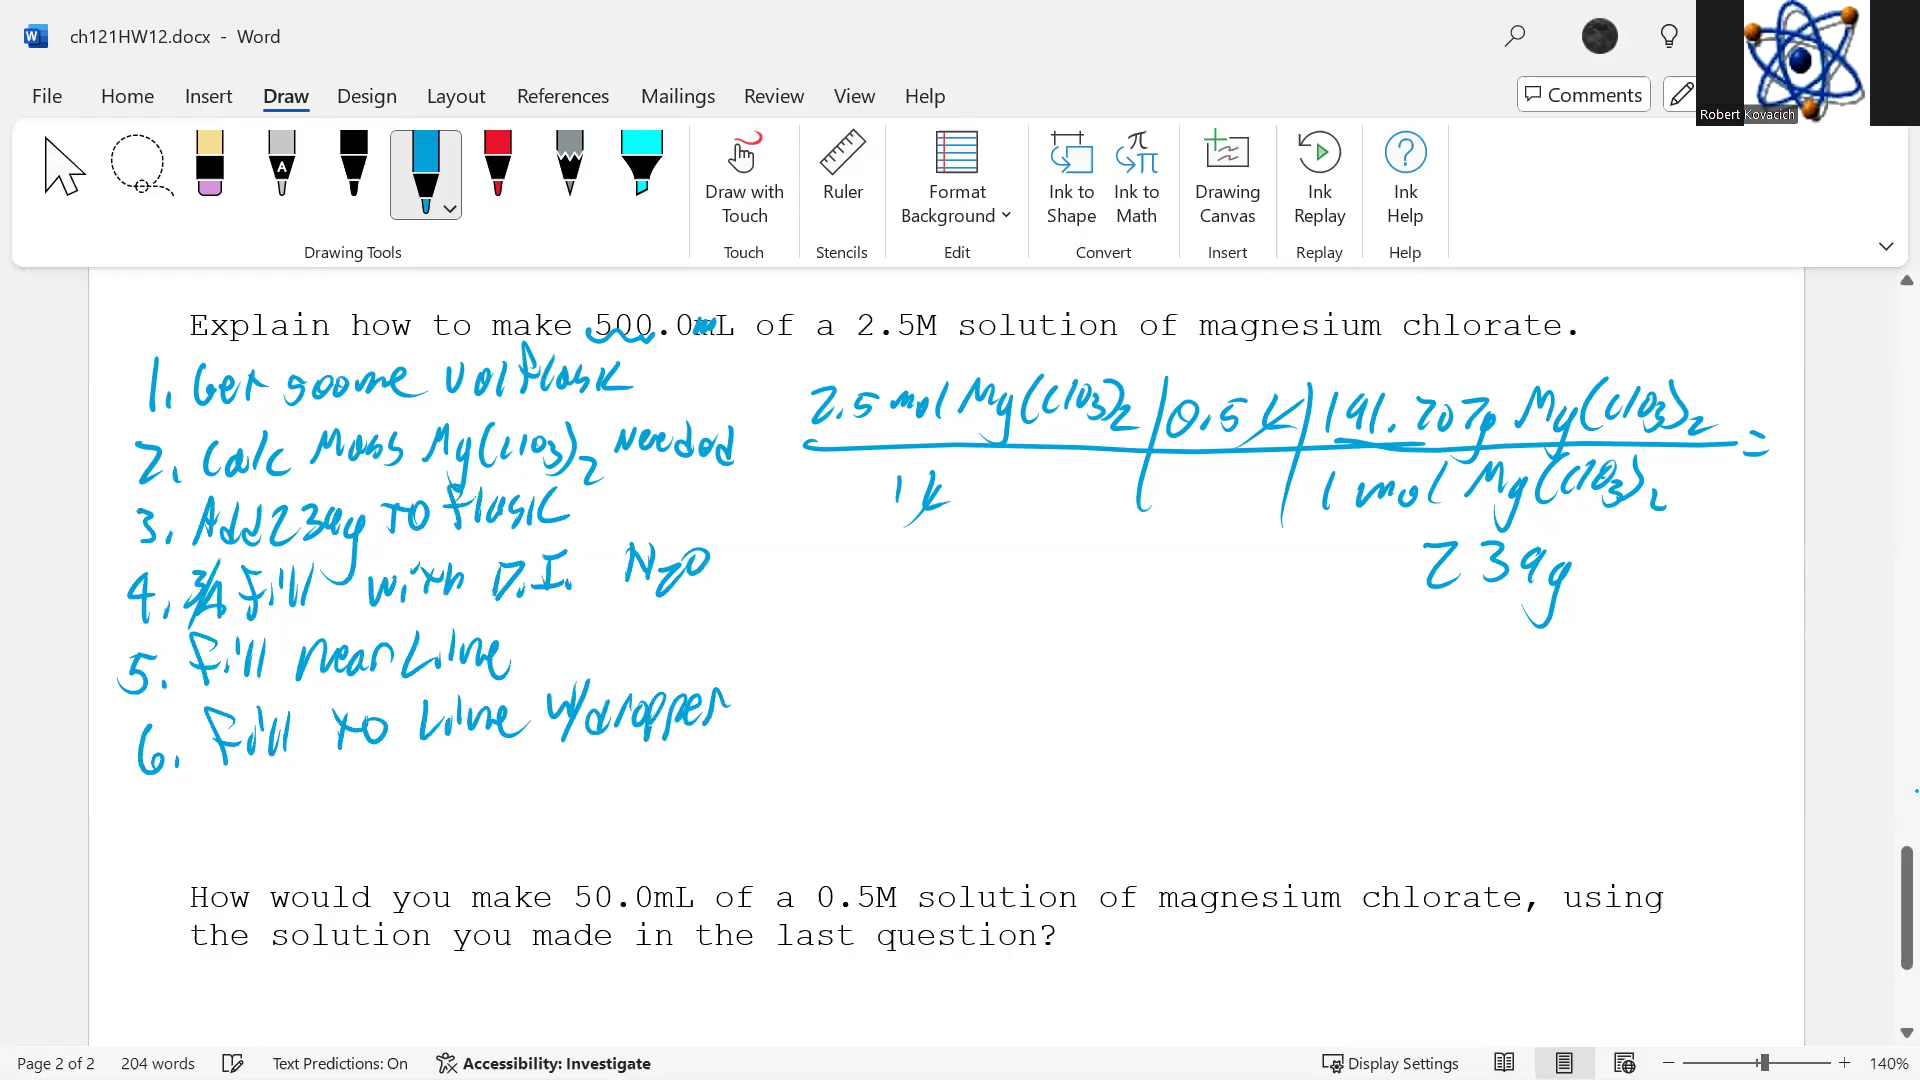 ch121HW12.docx - Word
File Home Insert Draw Design Layout References Mailings Review View Help
Comments
Robert Kovacich
A
Draw with Touch
Ruler
Format Background
Ink to Shape
π π
Ink to Math
Drawing Canvas
Ink Replay
Ink Help
Drawing Tools Touch Stencils Edit Convert Insert Replay Help
Explain how to make 500.0mL of a 2.5M solution of magnesium chlorate.
1. Get 500mL vol flask
2. Calc Mass Mg(ClO3)2 Needed
3. Add 239g to flask
4. fill with D.I. H2O
5. fill near Line
6. fill to Line w/dropper
2.5 mol Mg(ClO3)2 | 0.5 L | 191.207g Mg(ClO3)2 =
1 L 1 mol Mg(ClO3)2
239g
How would you make 50.0mL of a 0.5M solution of magnesium chlorate, using
the solution you made in the last question?
Page 2 of 2 204 words Text Predictions: On Accessibility: Investigate Display Settings 140%